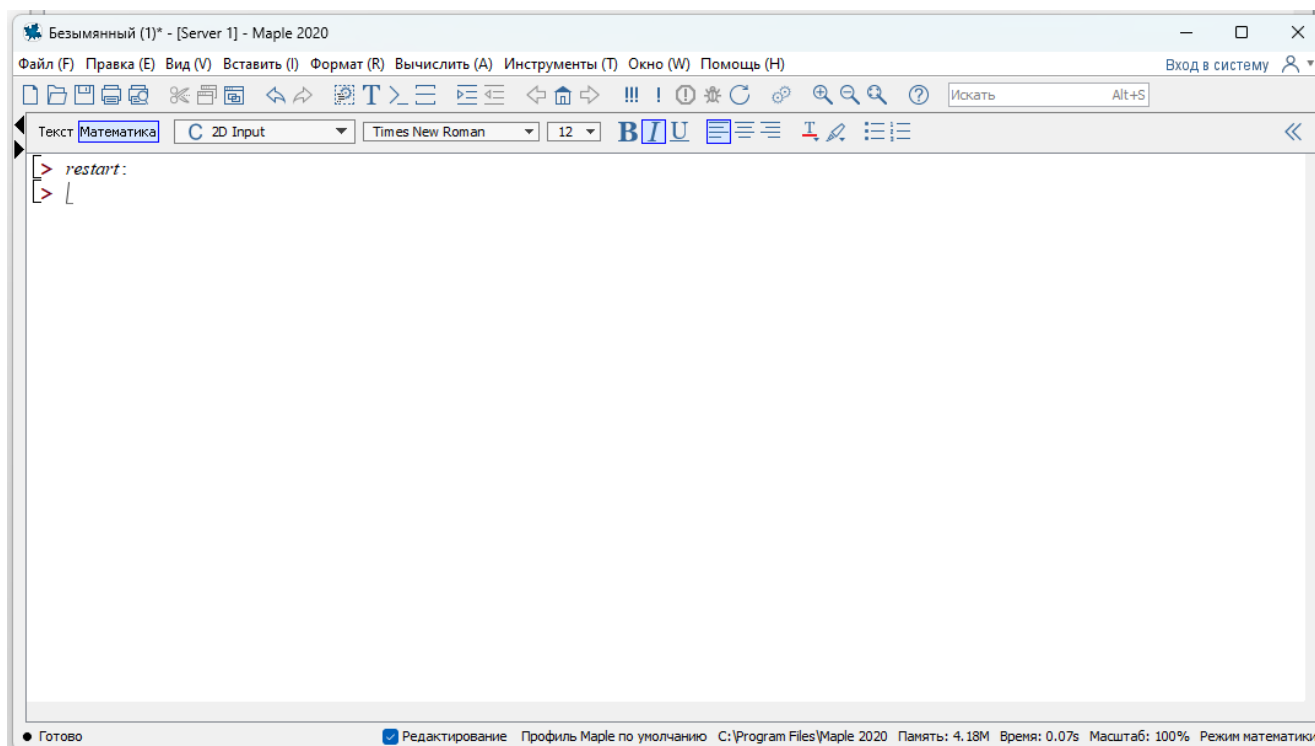 Безымянный (1)* - [Server 1] - Maple 2020
Файл (F) Правка (E) Вид (V) Вставить (I) Формат (R) Вычислить (A) Инструменты (T) Окно (W) Помощь (H) Вход в систему
Искать Alt+S
Текст Математика C 2D Input Times New Roman 12 B I U
> restart:
>
Готово Редактирование Профиль Maple по умолчанию C:\Program Files\Maple 2020 Память: 4.18M Время: 0.07s Масштаб: 100% Режим математики